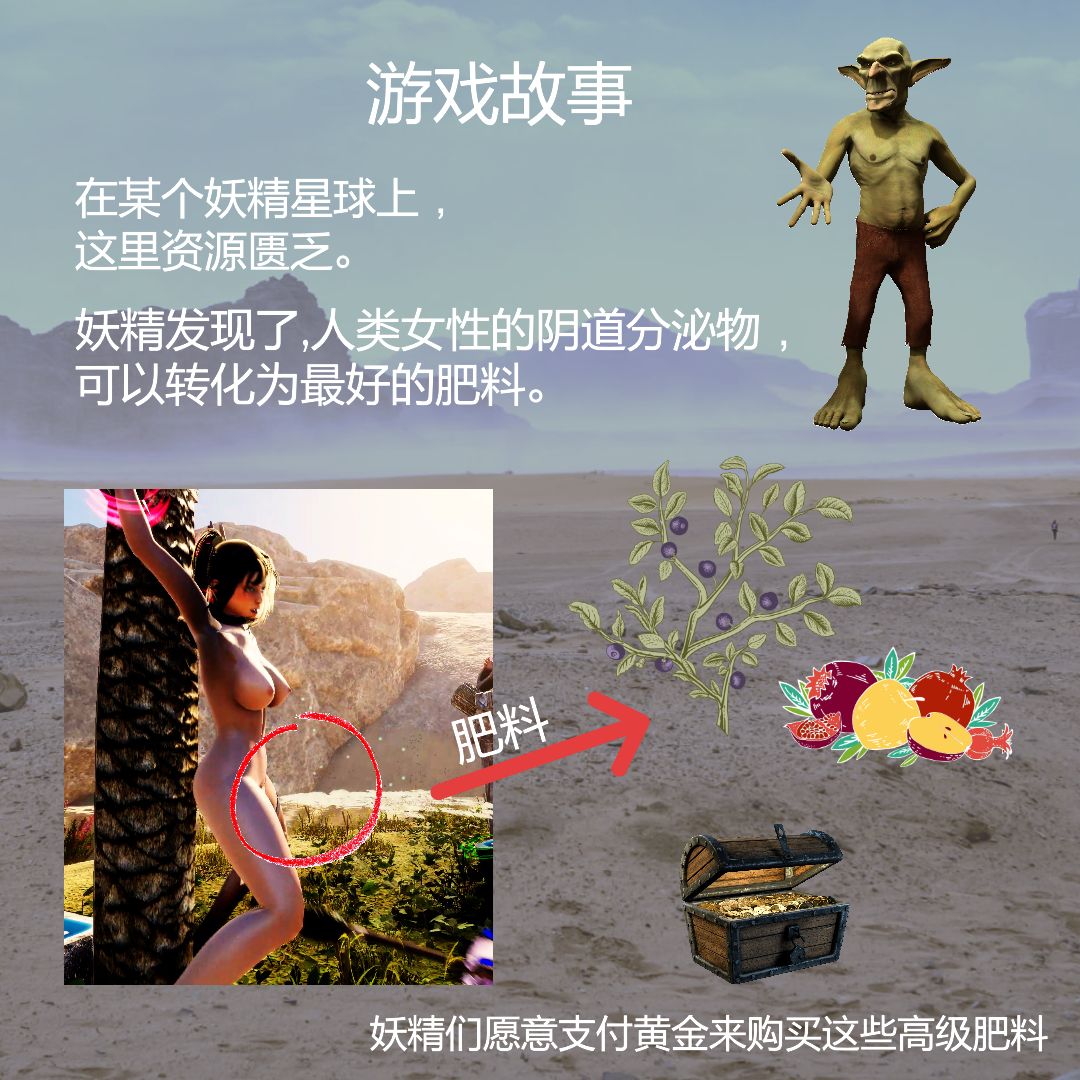 游戏故事
在某个妖精星球上，
这里资源匮乏。
妖精发现了,人类女性的阴道分泌物，
可以转化为最好的肥料。
肥料
妖精们愿意支付黄金来购买这些高级肥料